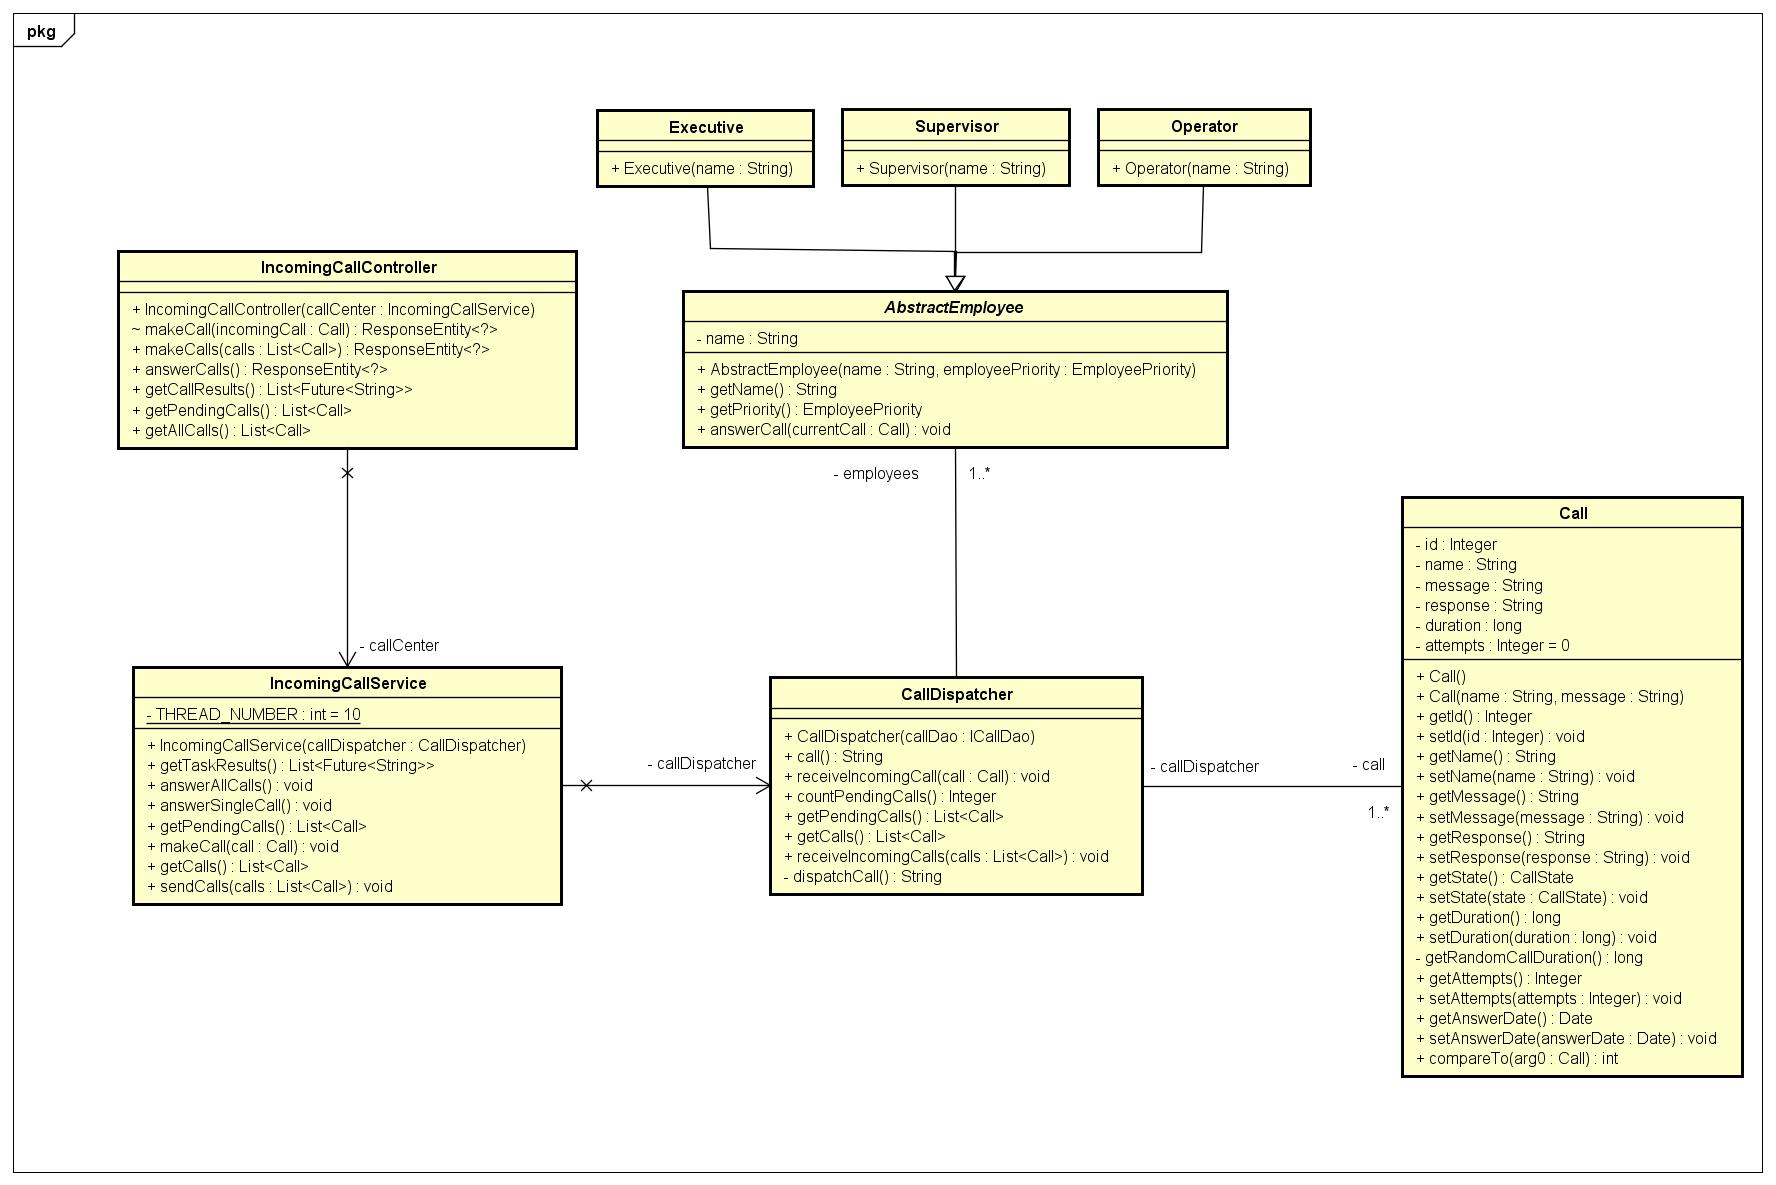 pkg
Executive
+ Executive(name : String)
Supervisor
+ Supervisor(name : String)
Operator
+ Operator(name : String)
IncomingCallController
+ IncomingCallController(callCenter : IncomingCallService)
~ makeCall(incomingCall : Call) : ResponseEntity<?>
+ makeCalls(calls : List<Call>) : ResponseEntity<?>
+ answerCalls() : ResponseEntity<?>
+ getCallResults() : List<Future<String>>
+ getPendingCalls() : List<Call>
+ getAllCalls() : List<Call>
AbstractEmployee
- name : String
+ AbstractEmployee(name : String, employeePriority : EmployeePriority)
+ getName() : String
+ getPriority() : EmployeePriority
+ answerCall(currentCall : Call) : void
- employees
1..*
- callCenter
IncomingCallService
- THREAD_NUMBER : int = 10
+ IncomingCallService(callDispatcher : CallDispatcher)
+ getTaskResults() : List<Future<String>>
+ answerAllCalls() : void
+ answerSingleCall() : void
+ getPendingCalls() : List<Call>
+ makeCall(call : Call) : void
+ getCalls() : List<Call>
+ sendCalls(calls : List<Call>) : void
- callDispatcher
CallDispatcher
+ CallDispatcher(callDao : ICallDao)
+ call() : String
+ receiveIncomingCall(call : Call) : void
+ countPendingCalls() : Integer
+ getPendingCalls() : List<Call>
+ getCalls() : List<Call>
+ receiveIncomingCalls(calls : List<Call>) : void
- dispatchCall() : String
- callDispatcher
- call
1..*
Call
- id : Integer
- name : String
- message : String
- response : String
- duration : long
- attempts : Integer = 0
+ Call()
+ Call(name : String, message : String)
+ getId() : Integer
+ setId(id : Integer) : void
+ getName() : String
+ setName(name : String) : void
+ getMessage() : String
+ setMessage(message : String) : void
+ getResponse() : String
+ setResponse(response : String) : void
+ getState() : CallState
+ setState(state : CallState) : void
+ getDuration() : long
+ setDuration(duration : long) : void
- getRandomCallDuration() : long
+ getAttempts() : Integer
+ setAttempts(attempts : Integer) : void
+ getAnswerDate() : Date
+ setAnswerDate(answerDate : Date) : void
+ compareTo(arg0 : Call) : int